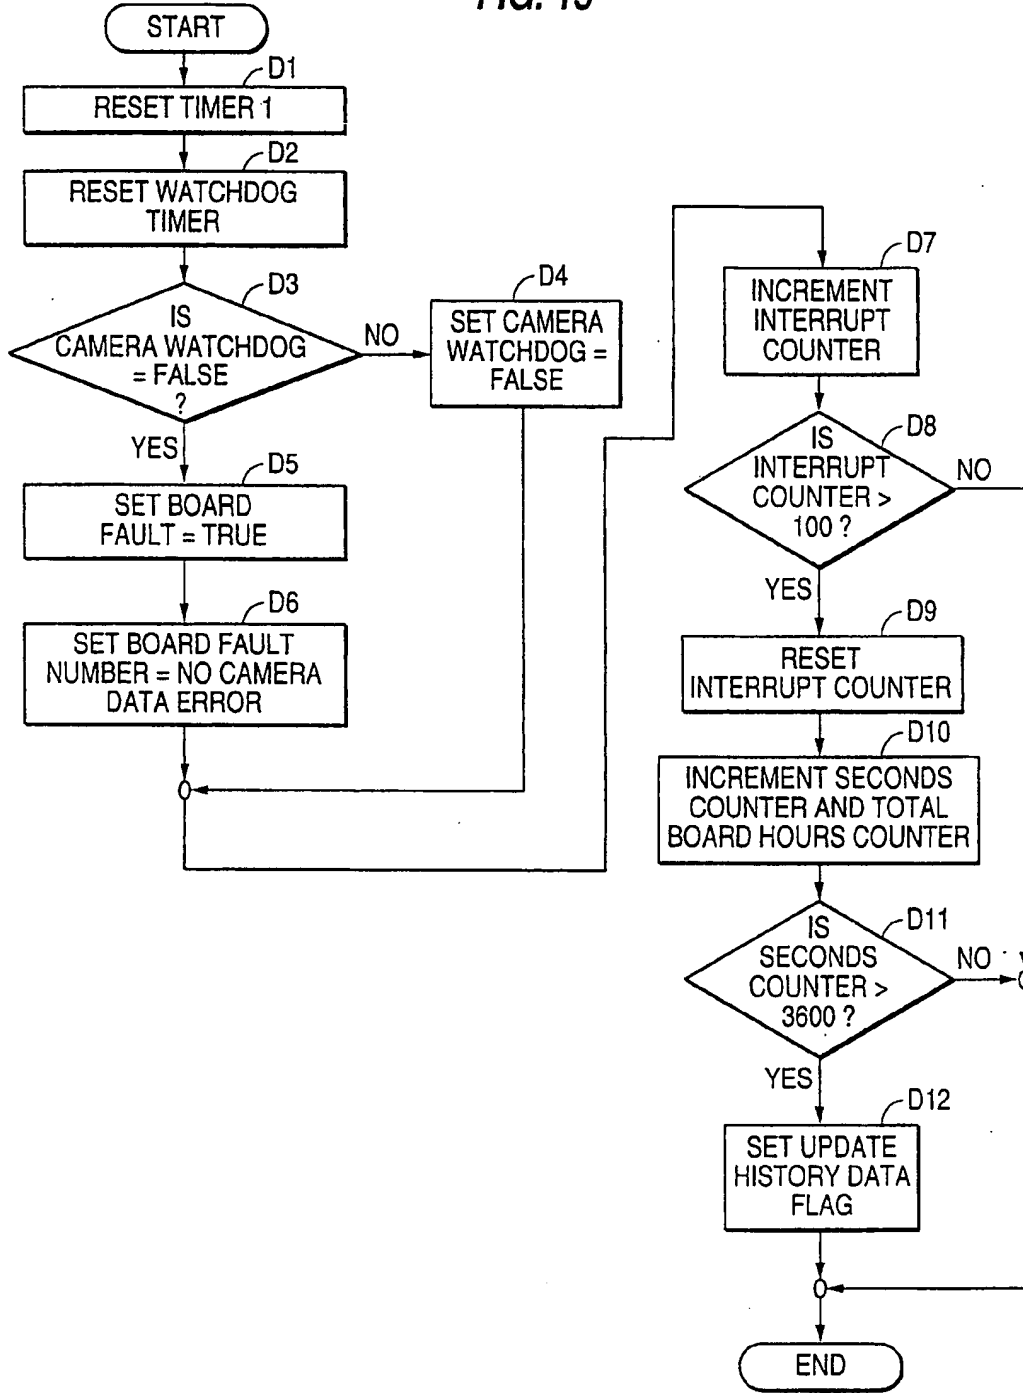 START
D1
RESET TIMER 1
D2
RESET WATCHDOG
TIMER
D3
IS
CAMERA WATCHDOG
= FALSE
?
NO
YES
D4
SET CAMERA
WATCHDOG =
FALSE
D5
SET BOARD
FAULT = TRUE
D6
SET BOARD FAULT
NUMBER = NO CAMERA
DATA ERROR
D7
INCREMENT
INTERRUPT
COUNTER
D8
IS
INTERRUPT
COUNTER >
100 ?
NO
YES
D9
RESET
INTERRUPT COUNTER
D10
INCREMENT SECONDS
COUNTER AND TOTAL
BOARD HOURS COUNTER
D11
IS
SECONDS
COUNTER >
3600 ?
NO
YES
D12
SET UPDATE
HISTORY DATA
FLAG
END